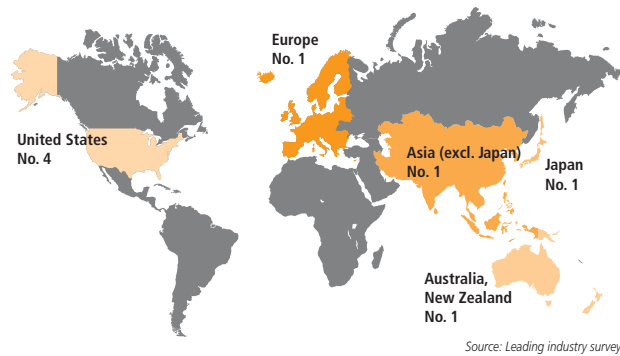 Europe
No. 1
United States
No. 4
Asia (excl. Japan)
No. 1
Japan
No. 1
Australia,
New Zealand
No. 1
Source: Leading industry survey